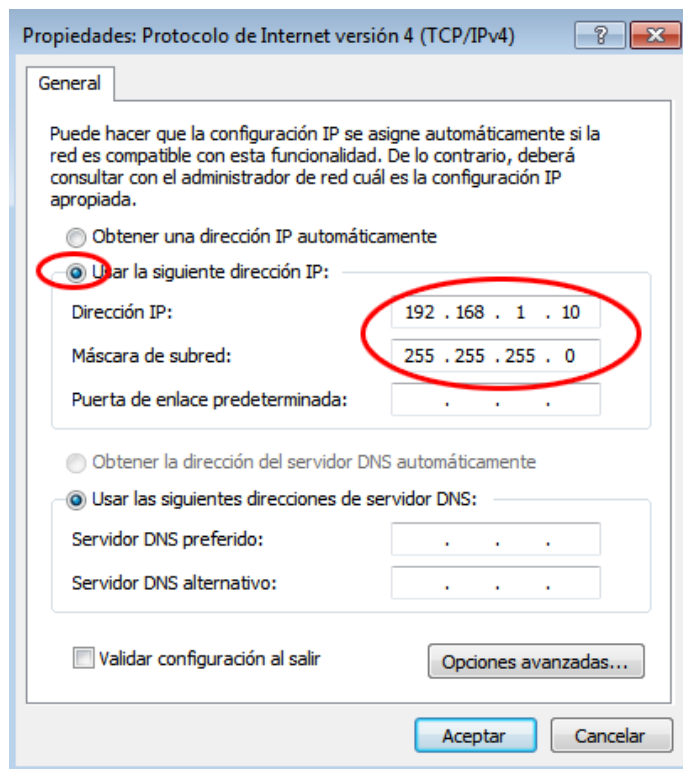 Propiedades: Protocolo de Internet versión 4 (TCP/IPv4)
General
Puede hacer que la configuración IP se asigne automáticamente si la
red es compatible con esta funcionalidad. De lo contrario, deberá
consultar con el administrador de red cuál es la configuración IP
apropiada.
Obtener una dirección IP automáticamente
Usar la siguiente dirección IP:
Dirección IP: 192 . 168 . 1 . 10
Máscara de subred: 255 . 255 . 255 . 0
Puerta de enlace predeterminada: . . .
Obtener la dirección del servidor DNS automáticamente
Usar las siguientes direcciones de servidor DNS:
Servidor DNS preferido: . . .
Servidor DNS alternativo: . . .
Validar configuración al salir
Opciones avanzadas...
Aceptar Cancelar